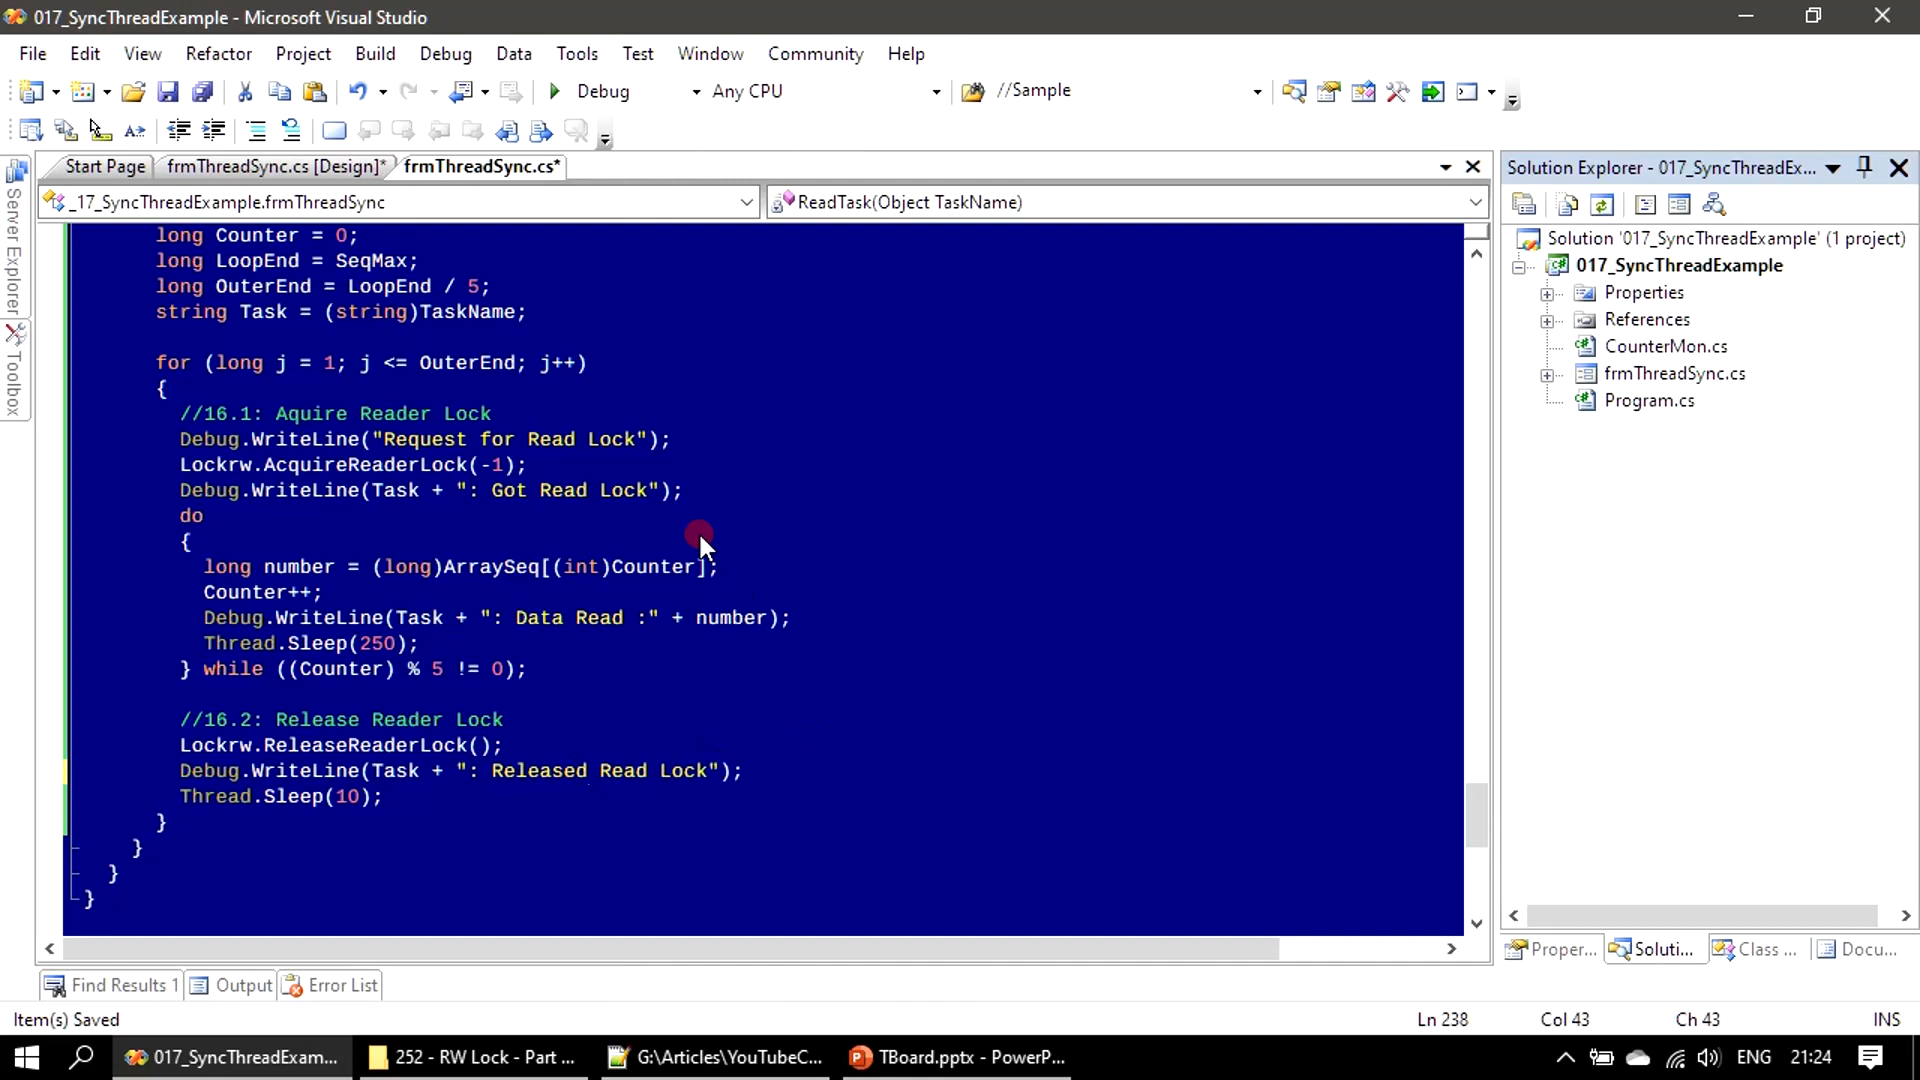 017_SyncThreadExample - Microsoft Visual Studio
File Edit View Refactor Project Build Debug Data Tools Test Window Community Help
Debug Any CPU //Sample
Start Page frmThreadSync.cs [Design]* frmThreadSync.cs*
_17_SyncThreadExample.frmThreadSync ReadTask(Object TaskName)
Server Explorer
Toolbox
long Counter = 0;
long LoopEnd = SeqMax;
long OuterEnd = LoopEnd / 5;
string Task = (string)TaskName;
for (long j = 1; j <= OuterEnd; j++)
{
//16.1: Aquire Reader Lock
Debug.WriteLine("Request for Read Lock");
Lockrw.AcquireReaderLock(-1);
Debug.WriteLine(Task + ": Got Read Lock");
do
{
long number = (long)ArraySeq[(int)Counter];
Counter++;
Debug.WriteLine(Task + ": Data Read :" + number);
Thread.Sleep(250);
} while ((Counter) % 5 != 0);
//16.2: Release Reader Lock
Lockrw.ReleaseReaderLock();
Debug.WriteLine(Task + ": Released Read Lock");
Thread.Sleep(10);
}
}
}
}
Solution Explorer - 017_SyncThreadEx...
Solution '017_SyncThreadExample' (1 project)
017_SyncThreadExample
Properties
References
CounterMon.cs
frmThreadSync.cs
Program.cs
Proper... Soluti... Class ... Docu...
Find Results 1 Output Error List
Item(s) Saved Ln 238 Col 43 Ch 43 INS
017_SyncThreadExam... 252 - RW Lock - Part ... G:\Articles\YouTubeC... TBoard.pptx - PowerP... ENG 21:24